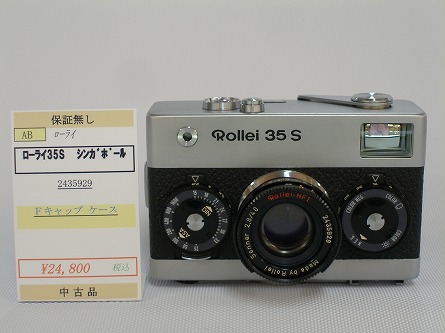 保証無し
AB ローライ
ローライ35S シンガポール
2435929
Fキャップ ケース
¥24,800 税込
中古品
Rollei 35 S
Rollei-HFT
2435929
Sonnar 2,8/40
Made by Rollei